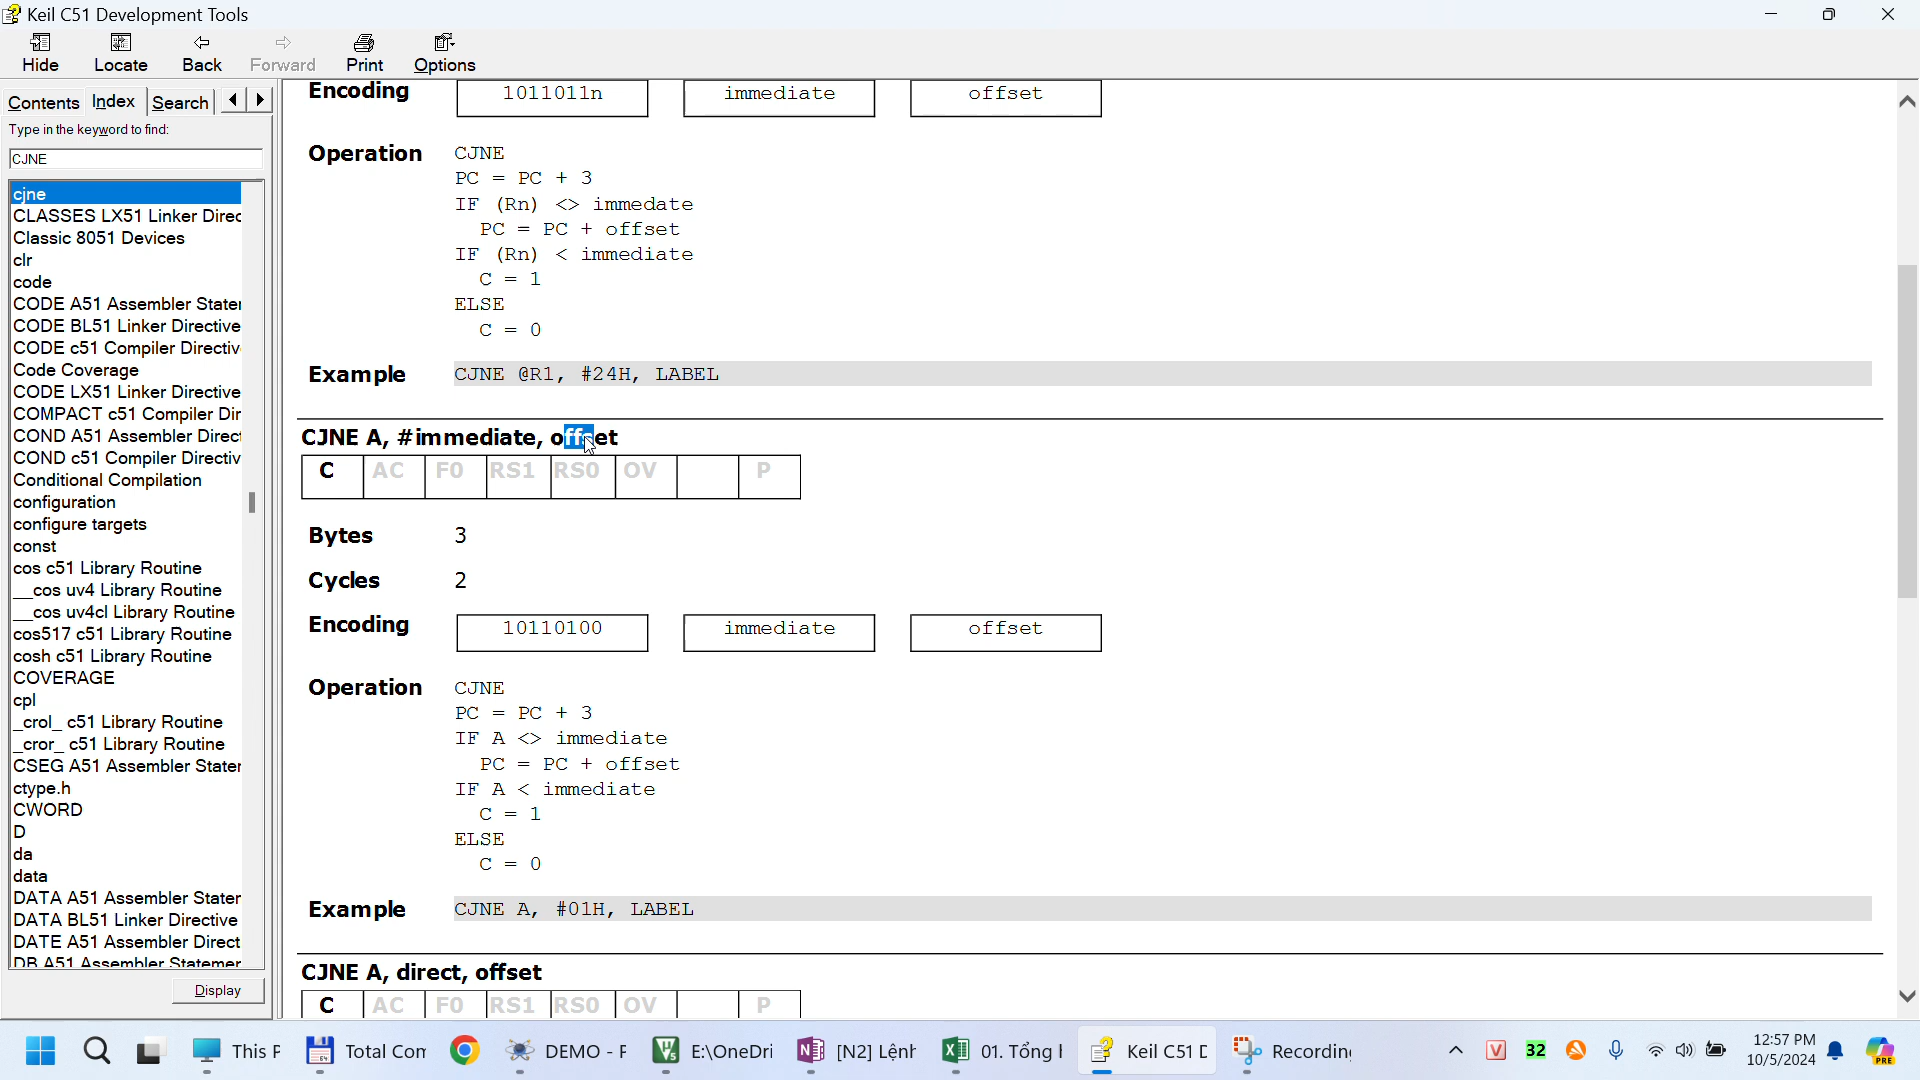 Keil C51 Development Tools
Hide Locate Back Forward Print Options
Contents Index Search
Type in the keyword to find:
CJNE
cjne
CLASSES LX51 Linker Direc
Classic 8051 Devices
clr
code
CODE A51 Assembler Stater
CODE BL51 Linker Directive
CODE c51 Compiler Directiv
Code Coverage
CODE LX51 Linker Directive
COMPACT c51 Compiler Dir
COND A51 Assembler Direct
COND c51 Compiler Directiv
Conditional Compilation
configuration
configure targets
const
cos c51 Library Routine
__cos uv4 Library Routine
__cos uv4cl Library Routine
cos517 c51 Library Routine
cosh c51 Library Routine
COVERAGE
cpl
_crol_ c51 Library Routine
_cror_ c51 Library Routine
CSEG A51 Assembler Stater
ctype.h
CWORD
D
da
data
DATA A51 Assembler Stater
DATA BL51 Linker Directive
DATE A51 Assembler Direct
DB A51 Assembler Statemer
Display
Encoding 1011011n immediate offset
Operation CJNE
PC = PC + 3
IF (Rn) <> immedate
PC = PC + offset
IF (Rn) < immediate
C = 1
ELSE
C = 0
Example CJNE @R1, #24H, LABEL
CJNE A, #immediate, offset
C AC F0 RS1 RS0 OV P
Bytes 3
Cycles 2
Encoding 10110100 immediate offset
Operation CJNE
PC = PC + 3
IF A <> immediate
PC = PC + offset
IF A < immediate
C = 1
ELSE
C = 0
Example CJNE A, #01H, LABEL
CJNE A, direct, offset
C AC F0 RS1 RS0 OV P
This P Total Com DEMO - F E:\OneDri [N2] Lệnh 01. Tổng h Keil C51 D Recording 32 12:57 PM
10/5/2024